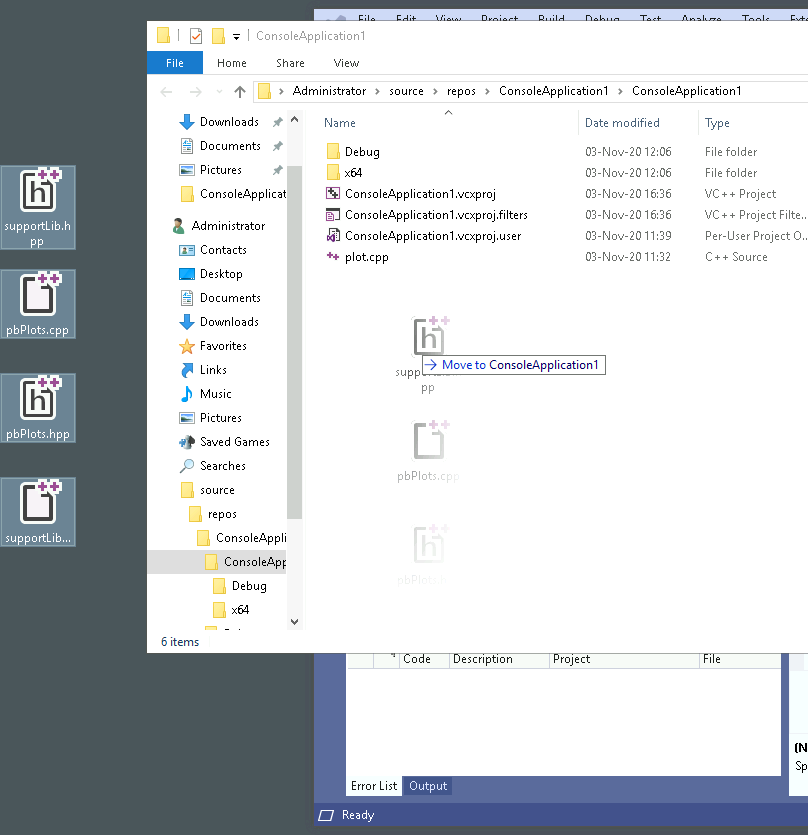 File Edit View Project Build Debug Test Analyze Tools
ConsoleApplication1
File Home Share View
Administrator source repos ConsoleApplication1 ConsoleApplication1
Name Date modified Type
Downloads
Documents
Pictures
ConsoleApplicat
Administrator
Contacts
Desktop
Documents
Downloads
Favorites
Links
Music
Pictures
Saved Games
Searches
source
repos
ConsoleAppli
ConsoleApp
Debug
x64
Debug 03-Nov-20 12:06 File folder
x64 03-Nov-20 12:06 File folder
ConsoleApplication1.vcxproj 03-Nov-20 16:36 VC++ Project
ConsoleApplication1.vcxproj.filters 03-Nov-20 16:36 VC++ Project Filte...
ConsoleApplication1.vcxproj.user 03-Nov-20 11:39 Per-User Project O...
plot.cpp 03-Nov-20 11:32 C++ Source
h
supportLib.h
pp
pbPlots.cpp
h
pbPlots.hpp
supportLib...
h
Move to ConsoleApplication1
pp
pbPlots.cpp
h
6 items
Code Description Project File
(N
Sp
Error List Output
Ready